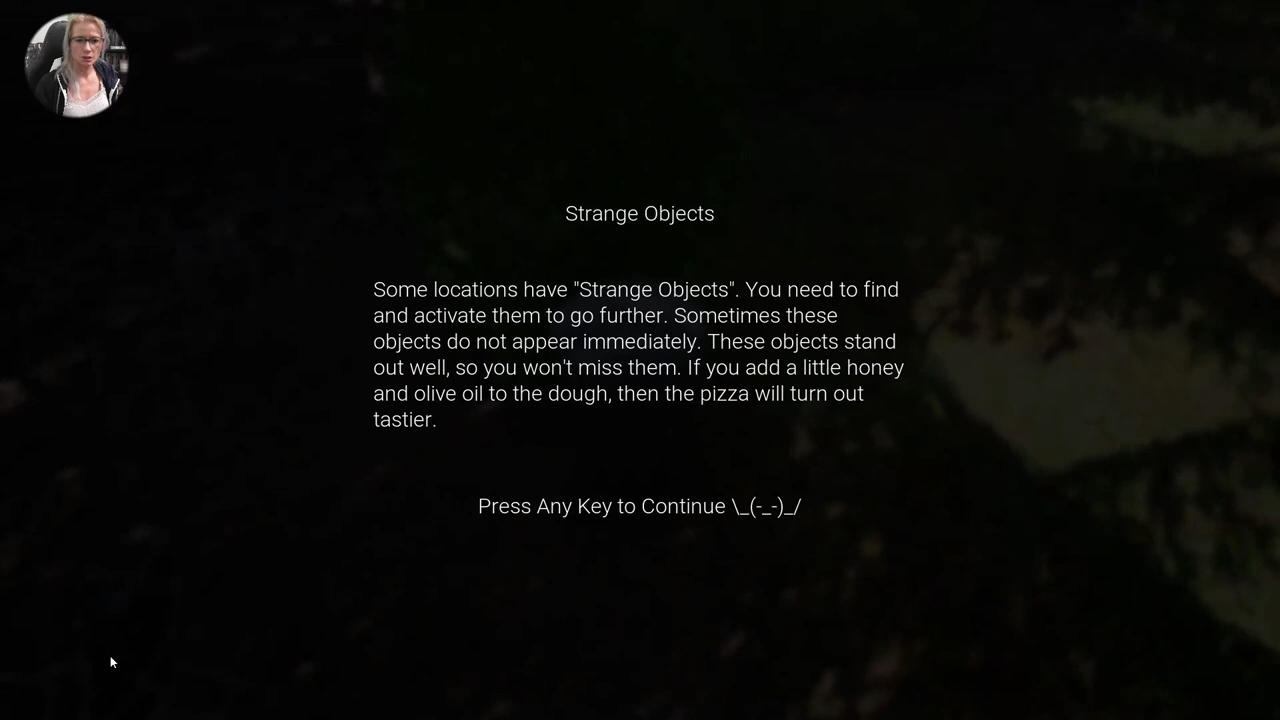 Strange Objects
Some locations have "Strange Objects". You need to find
and activate them to go further. Sometimes these
objects do not appear immediately. These objects stand
out well, so you won't miss them. If you add a little honey
and olive oil to the dough, then the pizza will turn out
tastier.
Press Any Key to Continue \_(-_-)_/